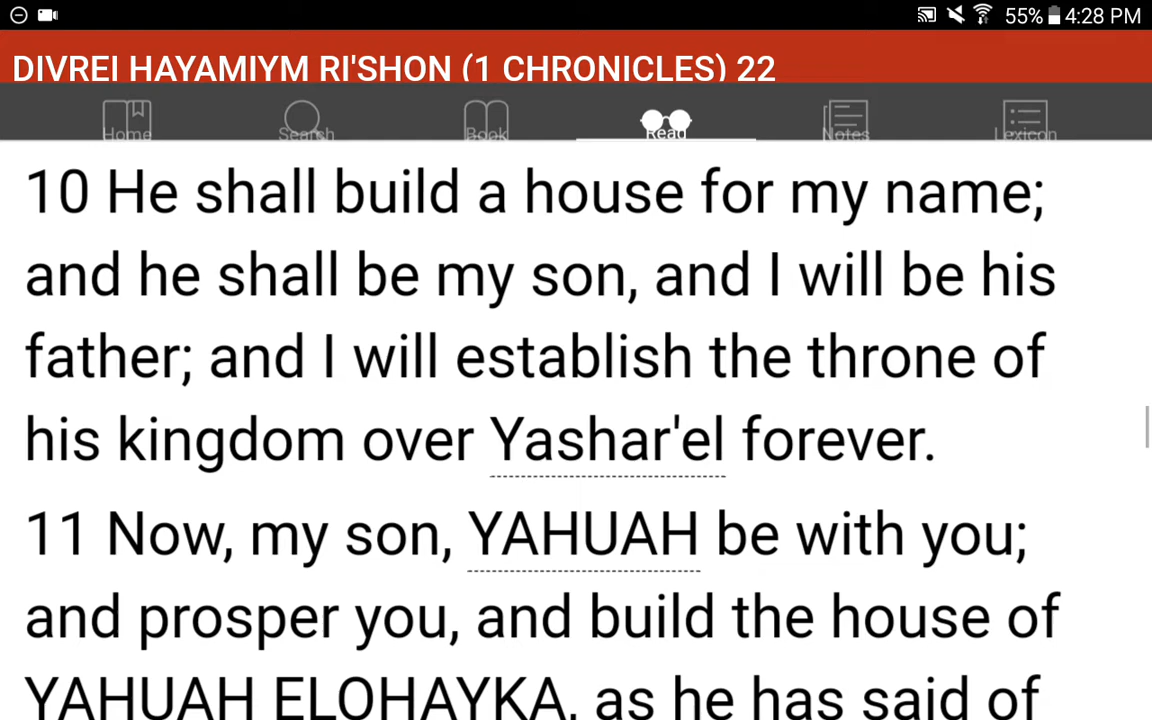 55% 4:28 PM
DIVREI HAYAMIYM RI'SHON (1 CHRONICLES) 22
Home Search Book Read Notes Lexicon
10 He shall build a house for my name;
and he shall be my son, and I will be his
father; and I will establish the throne of
his kingdom over Yashar'el forever.
11 Now, my son, YAHUAH be with you;
and prosper you, and build the house of
YAHUAH ELOHAYKA, as he has said of